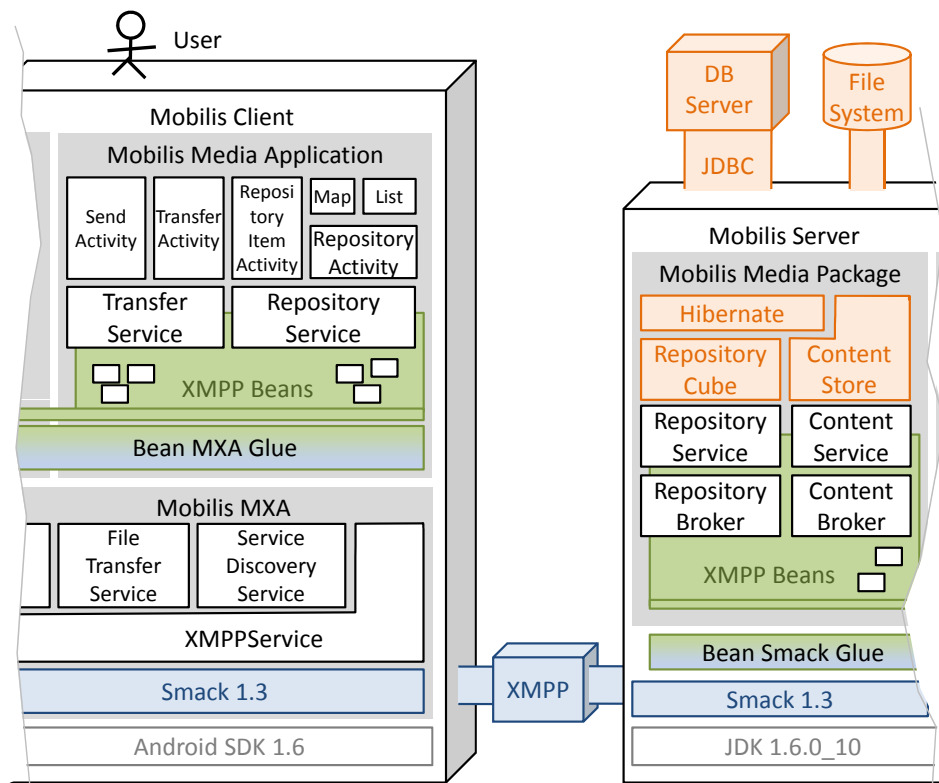 User
Mobilis Client
Mobilis Media Application
Send
Activity
Transfer
Activity
Reposi
tory
Item
Activity
Map
List
Repository
Activity
Transfer
Service
Repository
Service
XMPP Beans
Bean MXA Glue
Mobilis MXA
File
Transfer
Service
Service
Discovery
Service
XMPPService
Smack 1.3
Android SDK 1.6
XMPP
DB
Server
File
System
JDBC
Mobilis Server
Mobilis Media Package
Hibernate
Repository
Cube
Content
Store
Repository
Service
Content
Service
Repository
Broker
Content
Broker
XMPP Beans
Bean Smack Glue
Smack 1.3
JDK 1.6.0_10